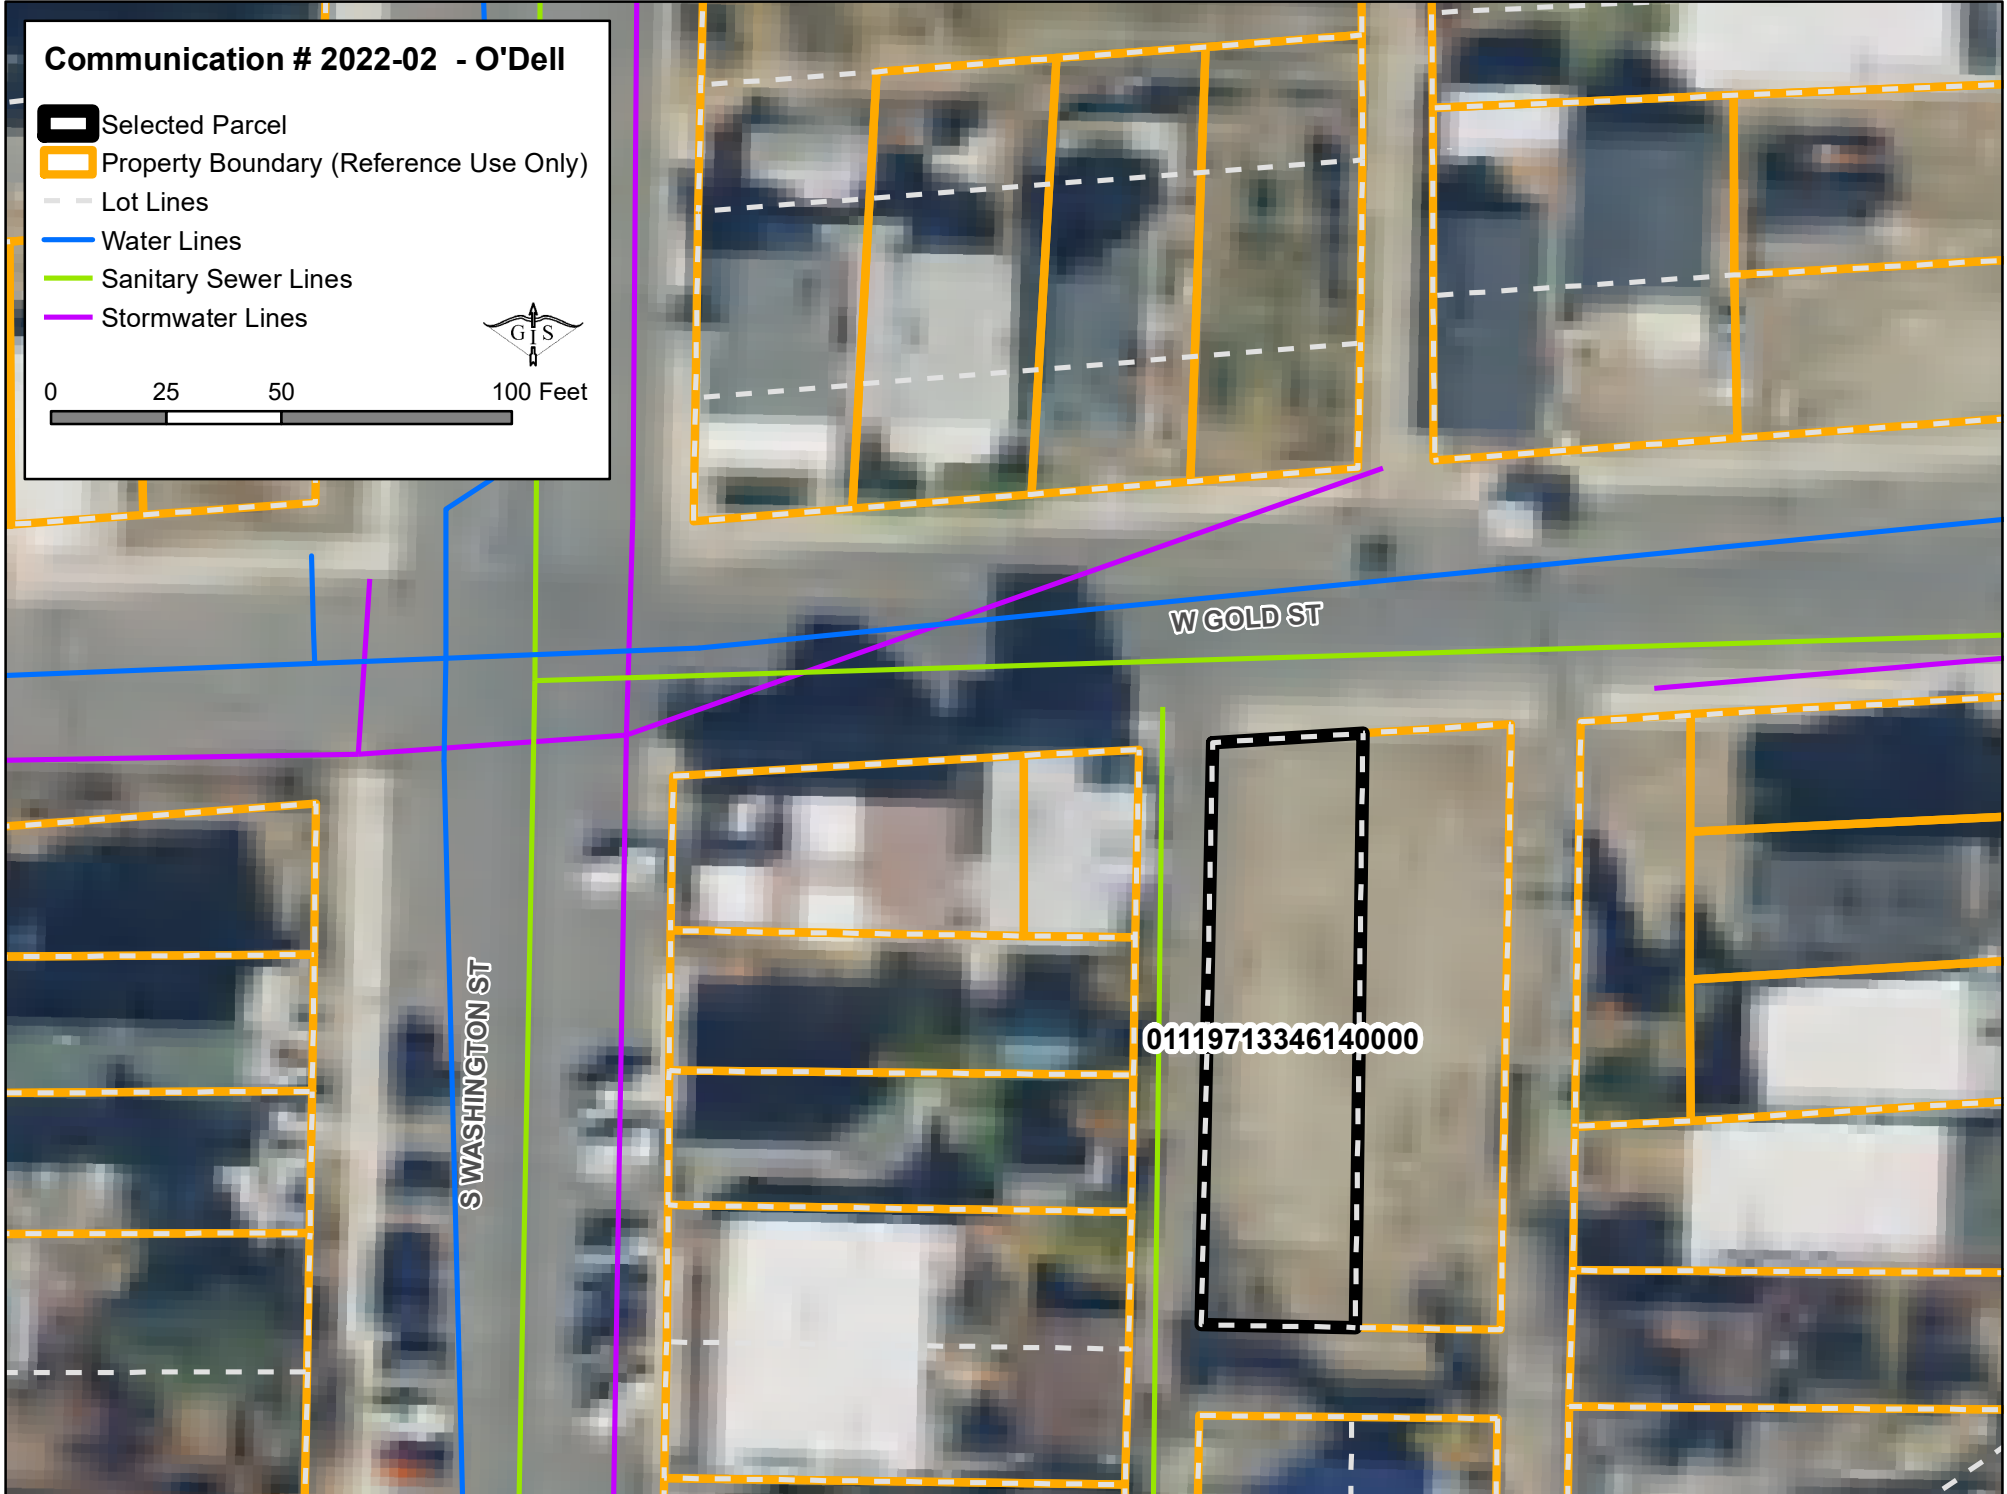 Communication # 2022-02 - O'Dell
Selected Parcel
Property Boundary (Reference Use Only)
Lot Lines
Water Lines
Sanitary Sewer Lines
Stormwater Lines
G I S
0 25 50 100 Feet
W GOLD ST
S WASHINGTON ST
01119713346140000